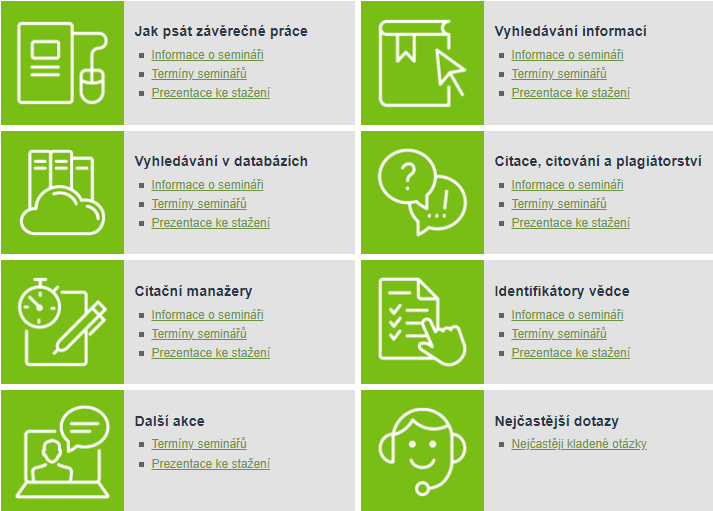 Jak psát závěrečné práce
Informace o semináři
Termíny seminářů
Prezentace ke stažení
Vyhledávání informací
Informace o semináři
Termíny seminářů
Prezentace ke stažení
Vyhledávání v databázích
Informace o semináři
Termíny seminářů
Prezentace ke stažení
Citace, citování a plagiátorství
Informace o semináři
Termíny seminářů
Prezentace ke stažení
Citační manažery
Informace o semináři
Termíny seminářů
Prezentace ke stažení
Identifikátory vědce
Informace o semináři
Termíny seminářů
Prezentace ke stažení
Další akce
Termíny seminářů
Prezentace ke stažení
Nejčastější dotazy
Nejčastěji kladené otázky